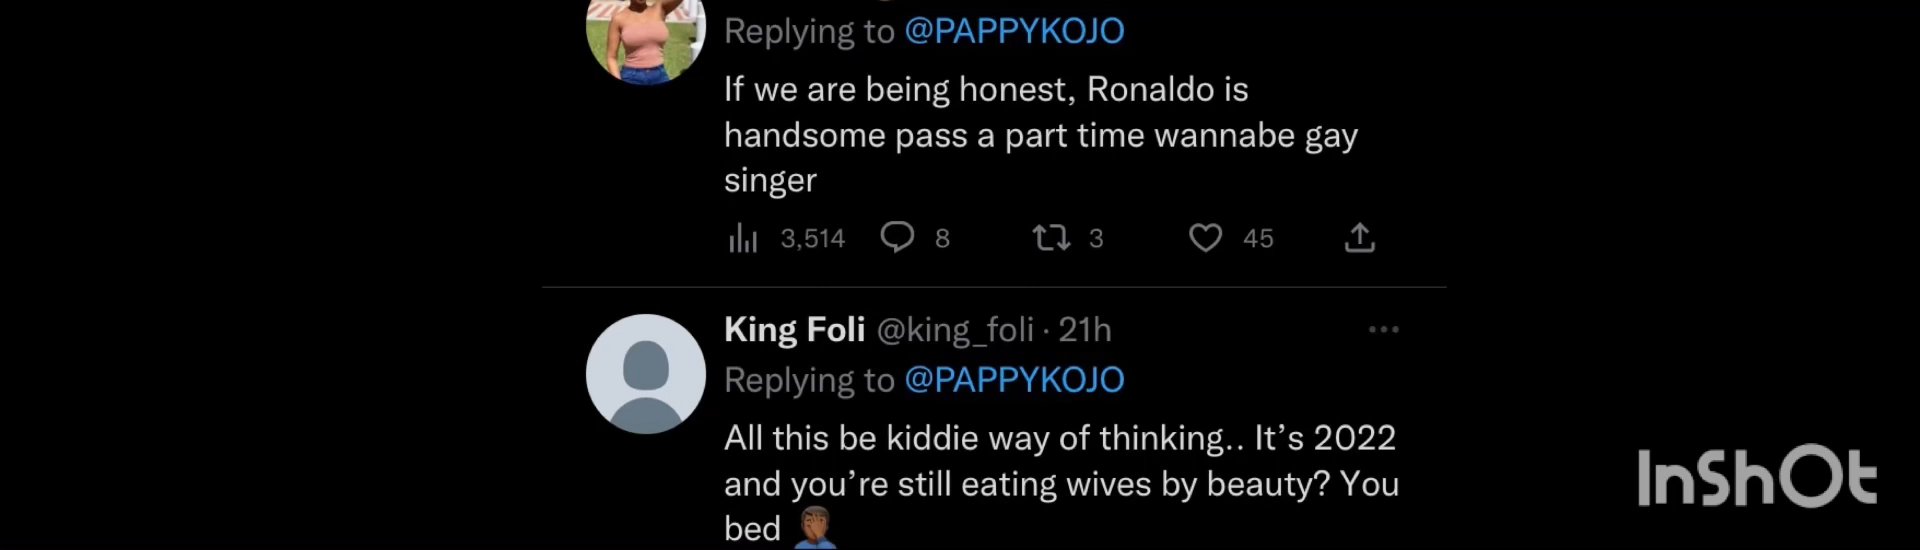 Replying to @PAPPYKOJO
If we are being honest, Ronaldo is
handsome pass a part time wannabe gay
singer
3,514 8 3 45
King Foli @king_foli · 21h
Replying to @PAPPYKOJO
All this be kiddie way of thinking.. It’s 2022
and you’re still eating wives by beauty? You
bed 🤦🏾‍♂️
InShOt